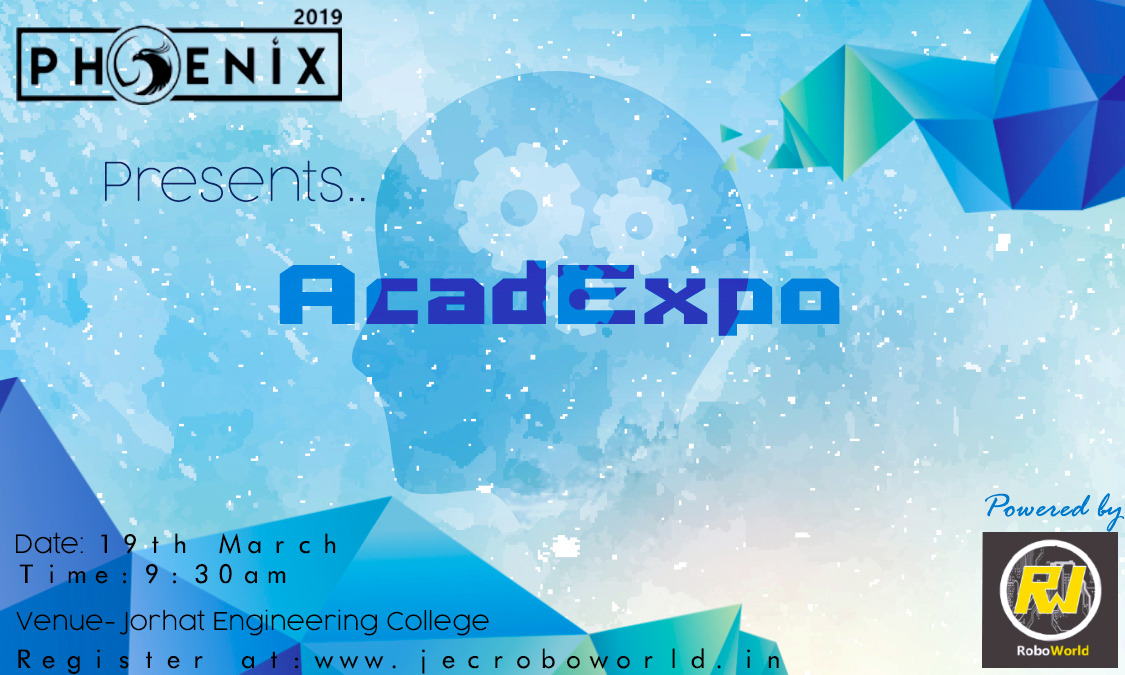 2019
PHOENIX
Presents..
AcadExpo
Powered by
RW
RoboWorld
Date: 19th March
Time: 9:30am
Venue- Jorhat Engineering College
Register at: www.jecroboworld.in